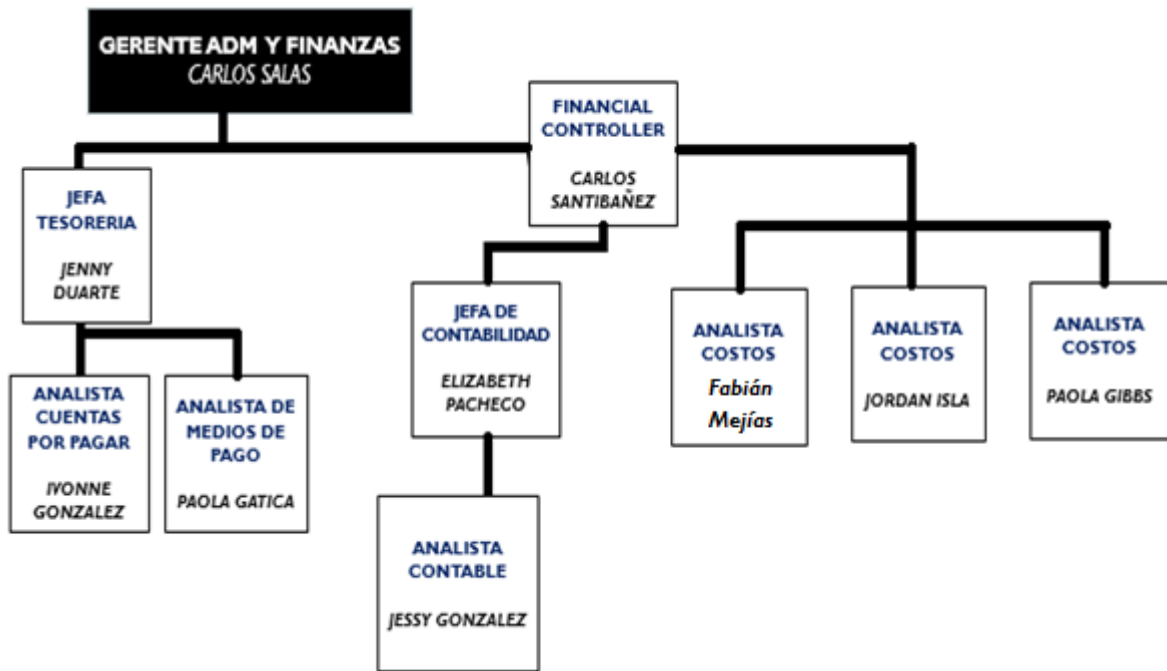 GERENTE ADM Y FINANZAS
CARLOS SALAS
FINANCIAL
CONTROLLER
CARLOS
SANTIBAÑEZ
JEFA
TESORERIA
JENNY
DUARTE
JEFA DE
CONTABILIDAD
ELIZABETH
PACHECO
ANALISTA
COSTOS
Fabián
Mejías
ANALISTA
COSTOS
JORDAN ISLA
ANALISTA
COSTOS
PAOLA GIBBS
ANALISTA
CUENTAS
POR PAGAR
IVONNE
GONZALEZ
ANALISTA DE
MEDIOS DE
PAGO
PAOLA GATICA
ANALISTA
CONTABLE
JESSY GONZALEZ